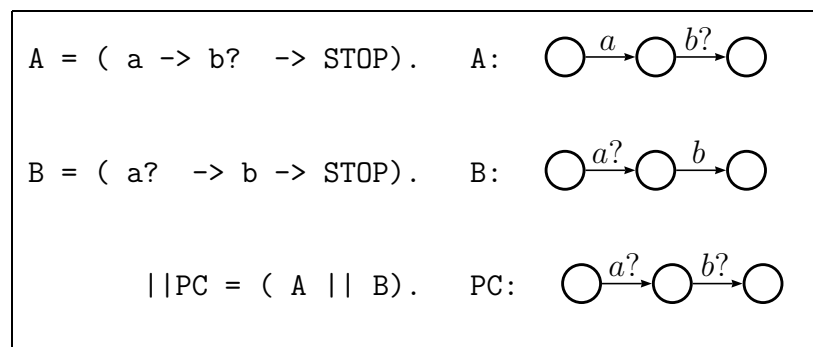 A = ( a -> b? -> STOP). A: a b?
B = ( a? -> b -> STOP). B: a? b
||PC = ( A || B). PC: a? b?